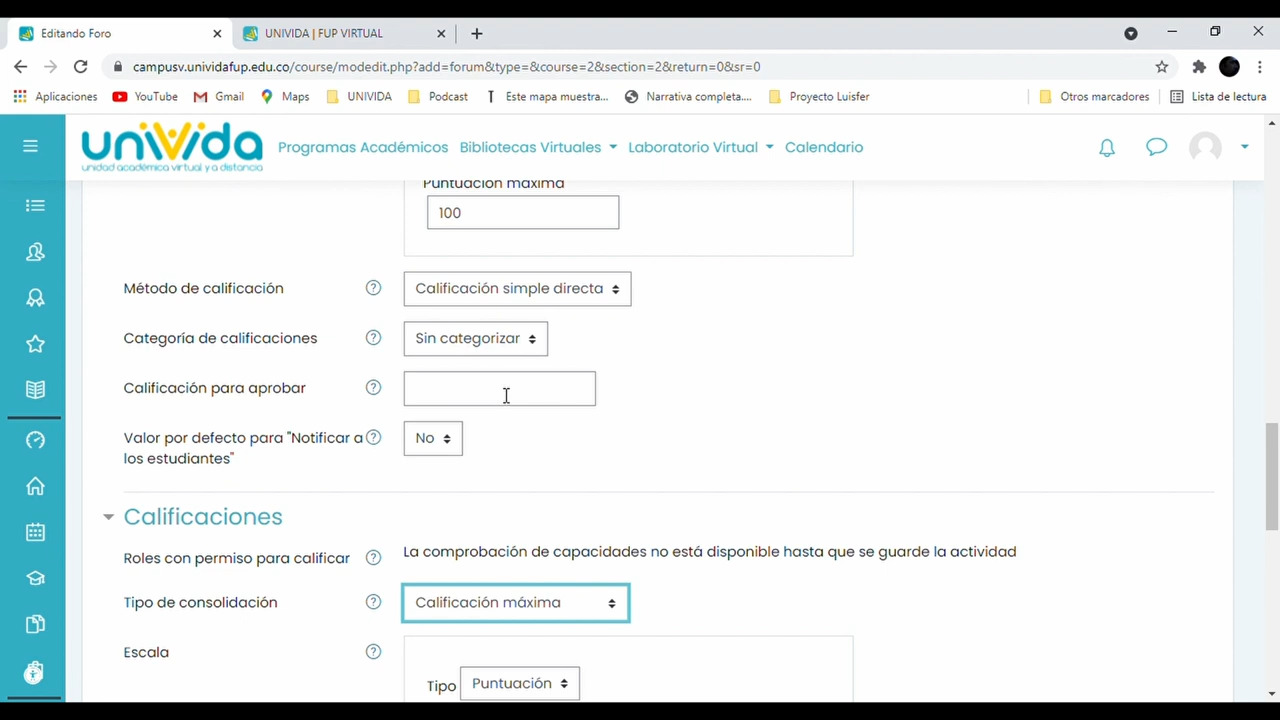 Editando Foro
UNIVIDA | FUP VIRTUAL
campusv.unividafup.edu.co/course/modedit.php?add=forum&type=&course=2&section=2&return=0&sr=0
Aplicaciones YouTube Gmail Maps UNIVIDA Podcast Este mapa muestra... Narrativa completa.... Proyecto Luisfer Otros marcadores Lista de lectura
uniVida Programas Académicos Bibliotecas Virtuales Laboratorio Virtual Calendario
unidad académica virtual y a distancia
Puntuación máxima
100
Método de calificación ? Calificación simple directa
Categoría de calificaciones ? Sin categorizar
Calificación para aprobar ?
Valor por defecto para "Notificar a ? No
los estudiantes"
Calificaciones
Roles con permiso para calificar ? La comprobación de capacidades no está disponible hasta que se guarde la actividad
Tipo de consolidación ? Calificación máxima
Escala ?
Tipo Puntuación